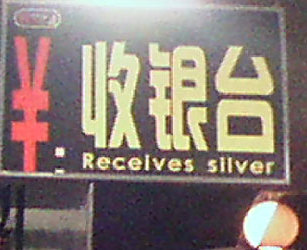 ¥:
收银台
Receives silver